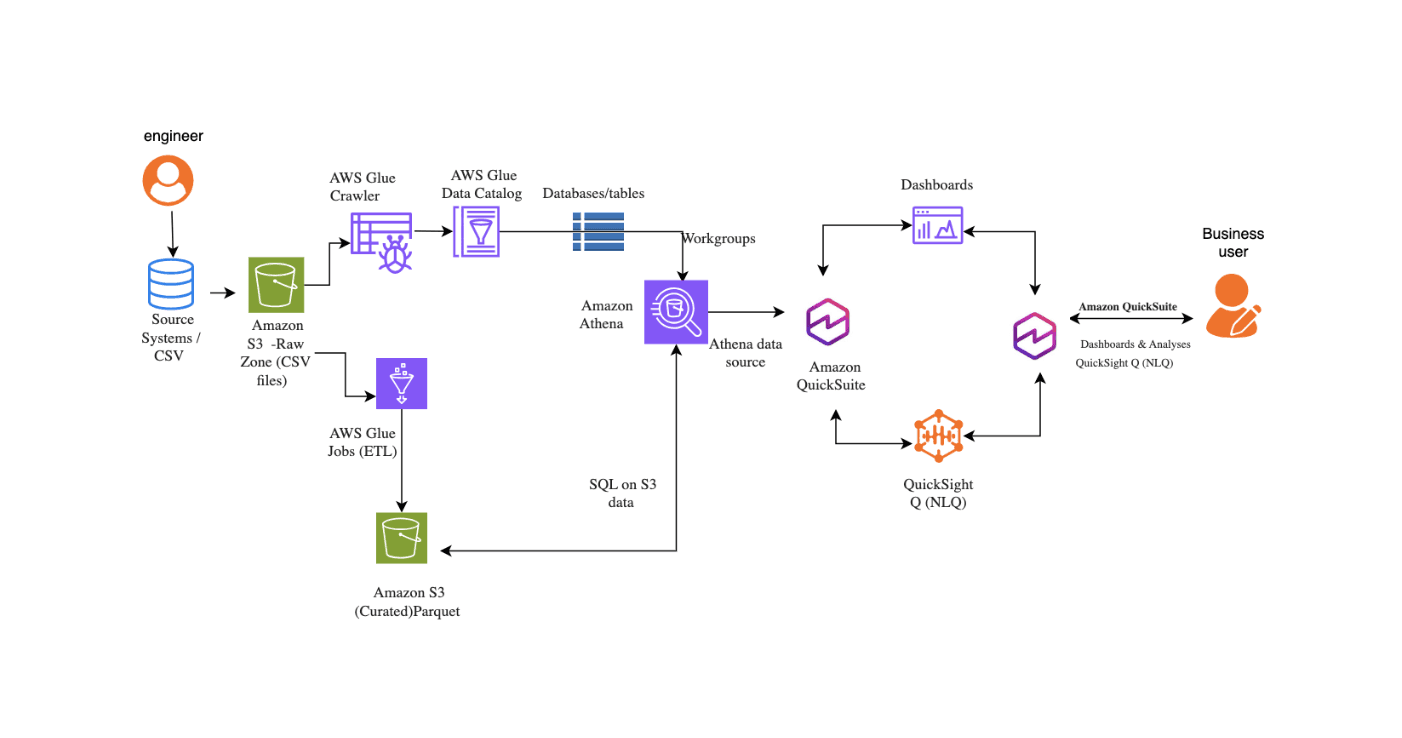 engineer
AWS Glue
Crawler
AWS Glue
Data Catalog
Databases/tables
Workgroups
Source
Systems /
CSV
Amazon
S3 -Raw
Zone (CSV
files)
AWS Glue
Jobs (ETL)
Amazon S3
(Curated)Parquet
SQL on S3
data
Amazon
Athena
Athena data
source
Amazon
QuickSuite
Dashboards
QuickSight
Q (NLQ)
Amazon QuickSuite
Dashboards & Analyses
QuickSight Q (NLQ)
Business
user